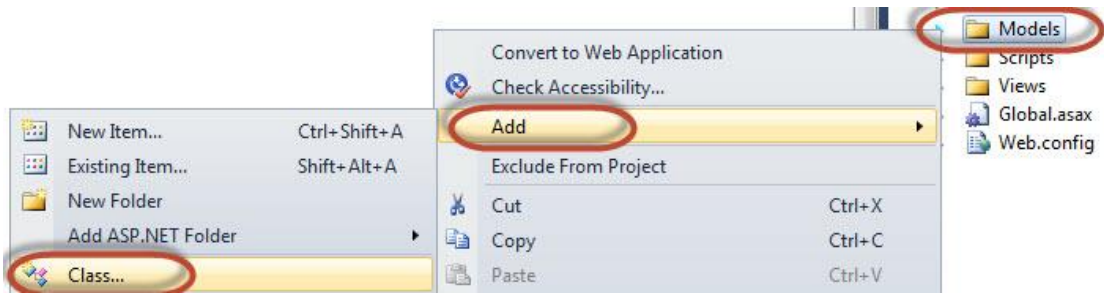 Models
Scripts
Views
Global.asax
Web.config
Convert to Web Application
Check Accessibility...
Add
Exclude From Project
Cut Ctrl+X
Copy Ctrl+C
Paste Ctrl+V
New Item... Ctrl+Shift+A
Existing Item... Shift+Alt+A
New Folder
Add ASP.NET Folder
Class...